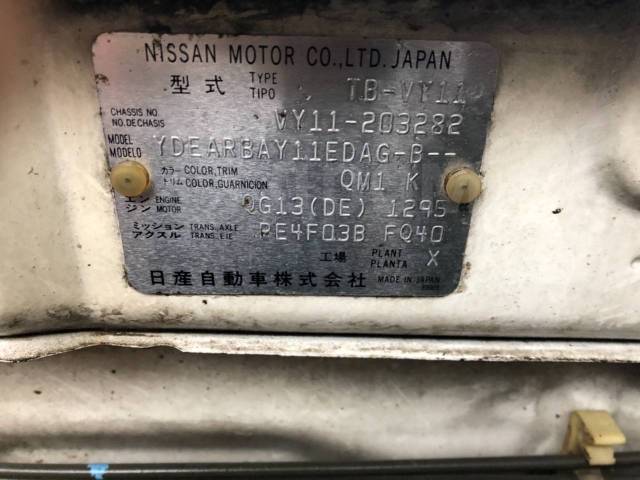 NISSAN MOTOR CO.,LTD. JAPAN
型式 TYPE TIPO TB-VY11
CHASSIS NO. NO. DE CHASIS VY11-203282
MODEL MODELO YDEARBAY11EDAG-B--
カラー COLOR, TRIM トリム COLOR, GUARNICION QM1 K
エンジン ENGINE MOTOR QG13(DE) 1295
ミッション TRANS. AXLE アクスル TRANS. EJE RE4F03B FQ40
工場 PLANT PLANTA X
日産自動車株式会社 MADE IN JAPAN